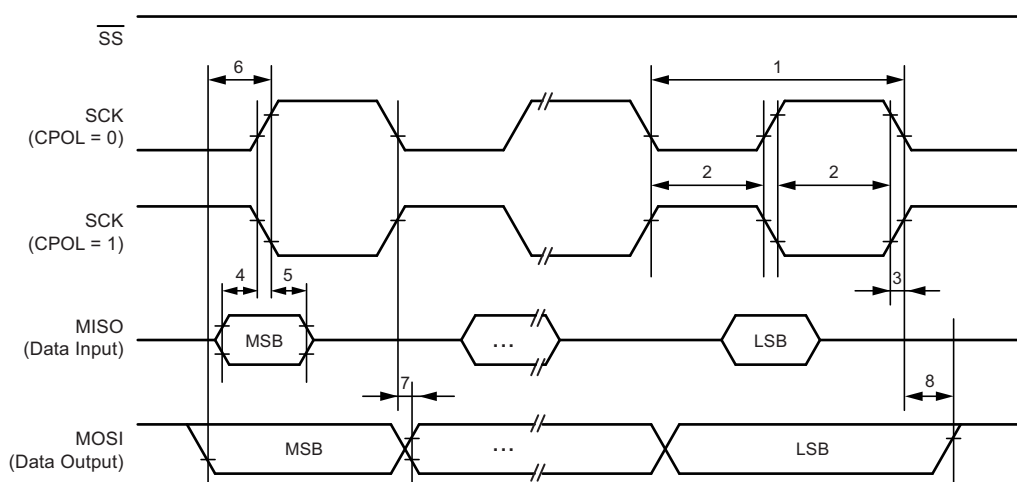 SS
6
1
SCK
(CPOL = 0)
2
2
SCK
(CPOL = 1)
4
5
3
MISO
(Data Input)
MSB
...
LSB
7
8
MOSI
(Data Output)
MSB
...
LSB